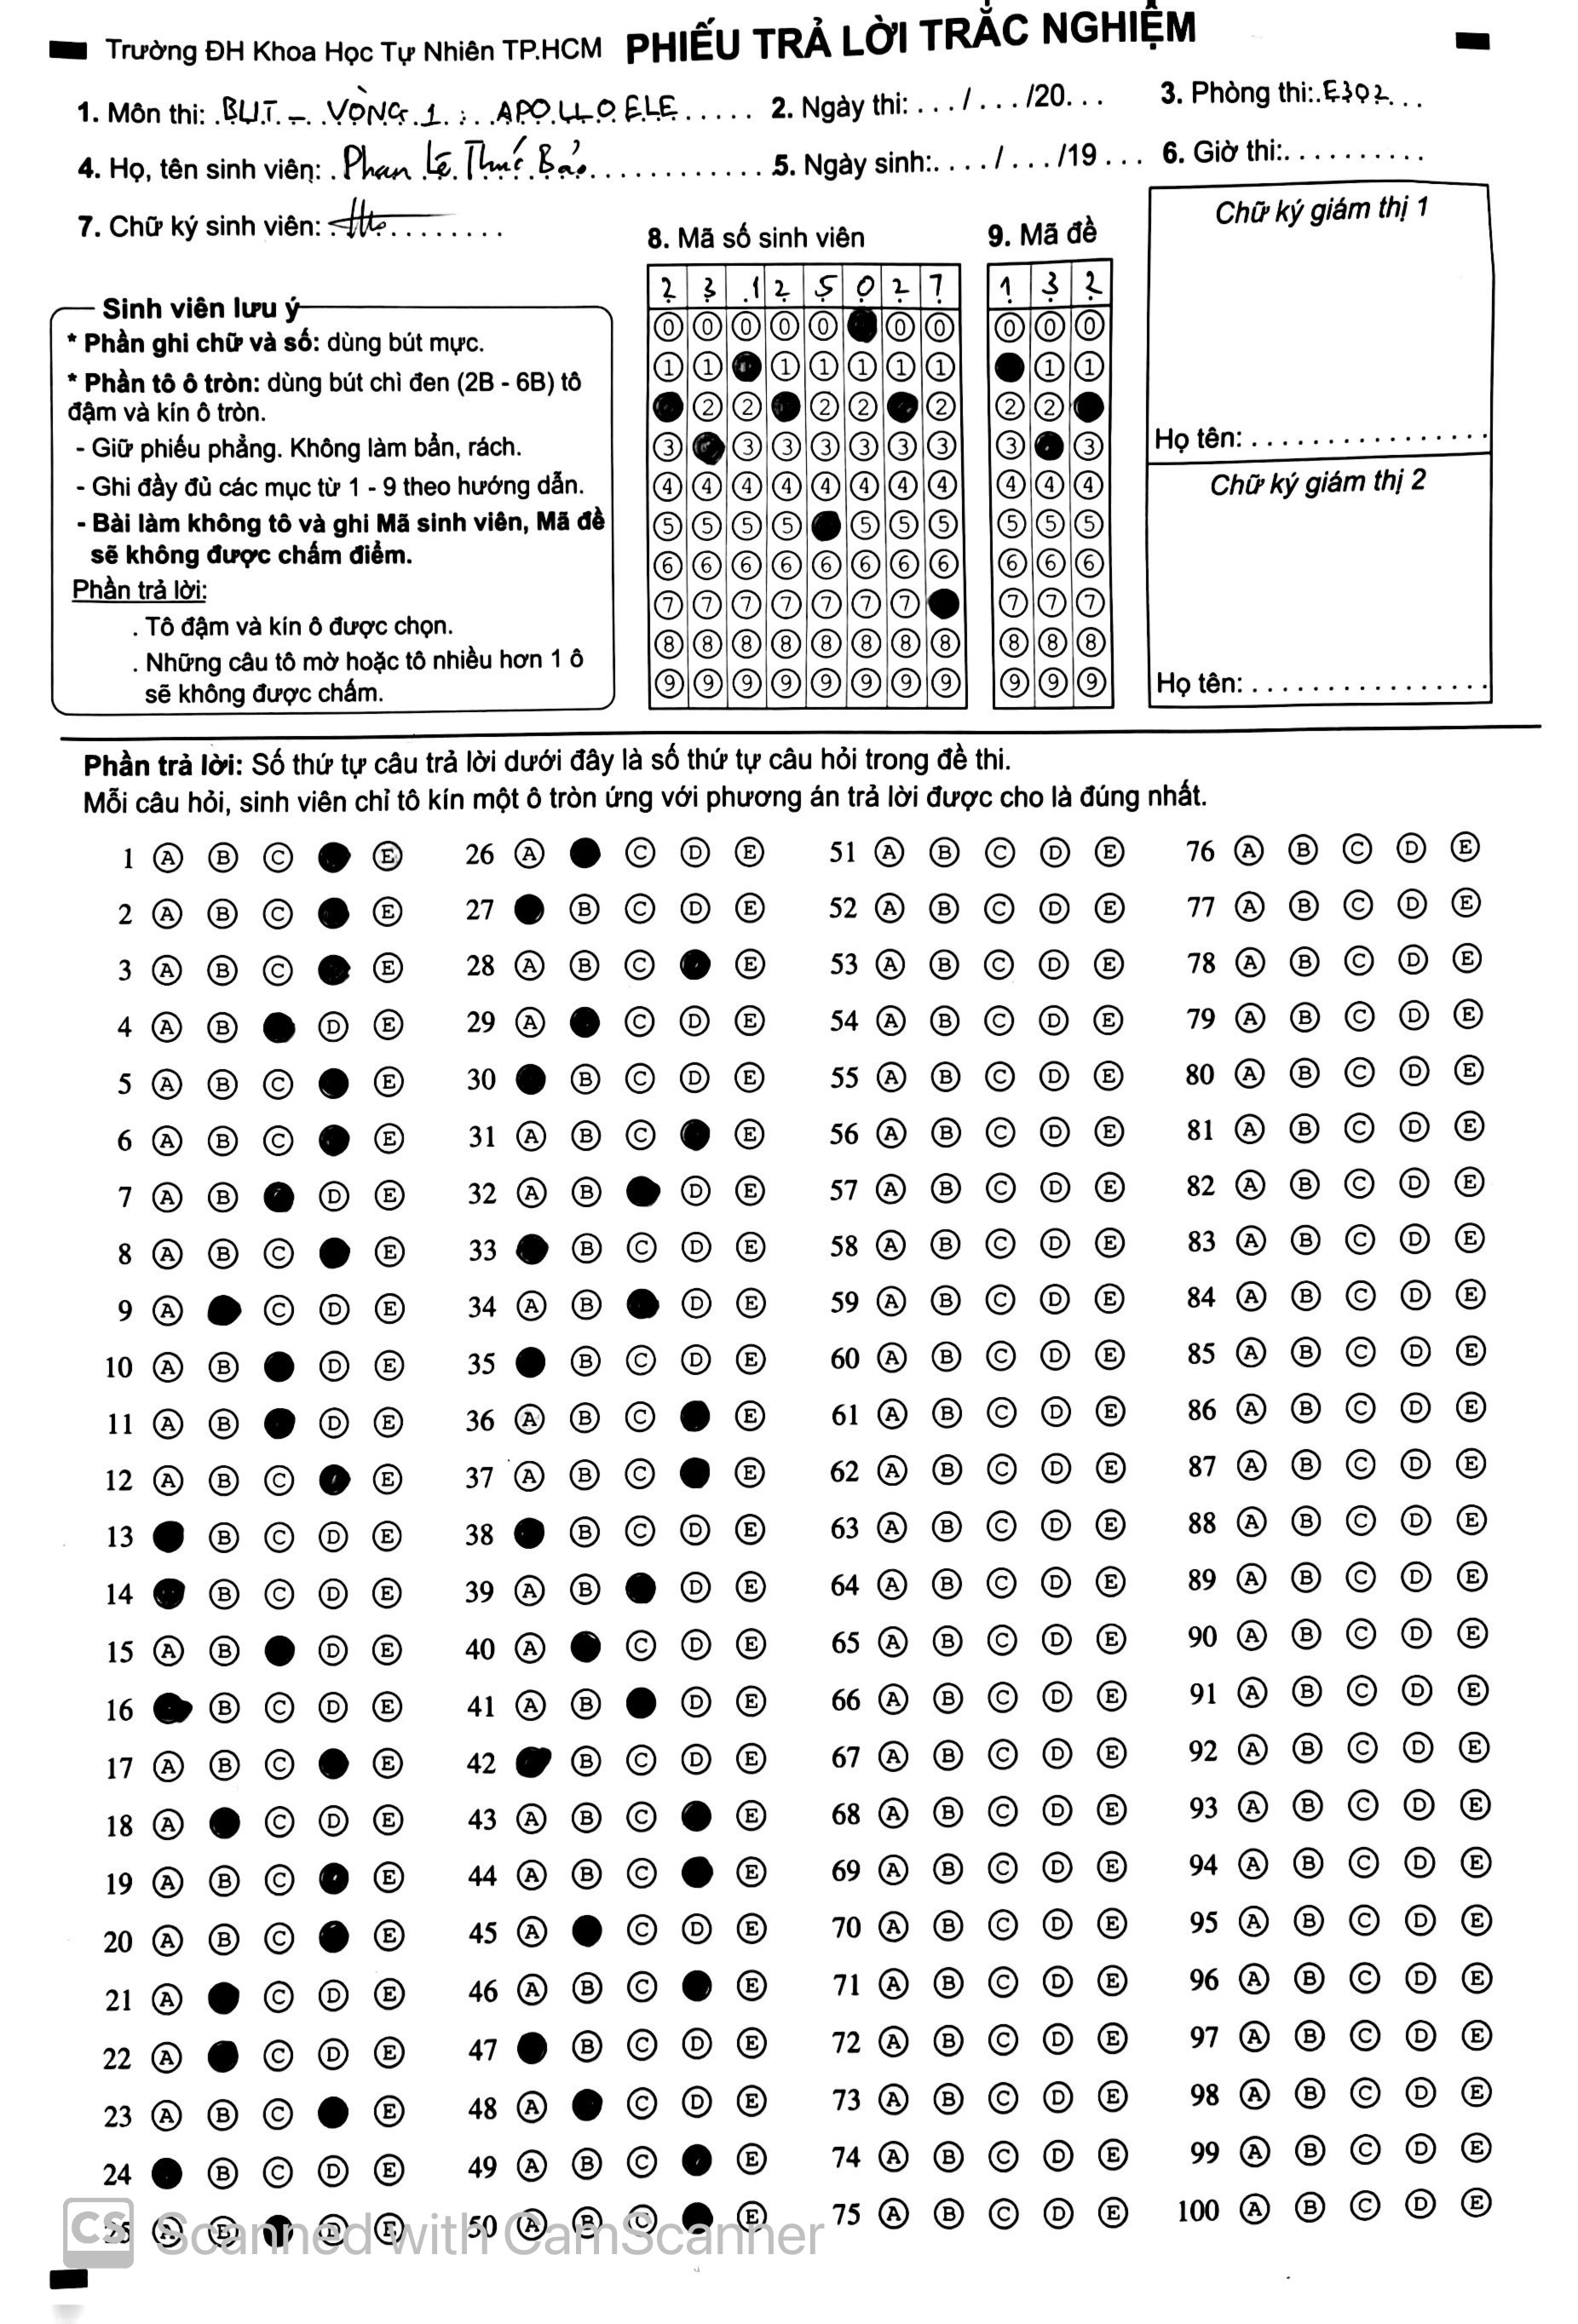 Trường ĐH Khoa Học Tự Nhiên TP.HCM PHIẾU TRẢ LỜI TRẮC NGHIỆM
1. Môn thi: BUT - VÒNG 1 : APOLLO ELE 2. Ngày thi: . . . / . . . /20. . . 3. Phòng thi: E302
4. Họ, tên sinh viên: Phan Lê Thức Bảo 5. Ngày sinh:. . . . / . . . /19 . . . 6. Giờ thi:. . . . . . . . . .
7. Chữ ký sinh viên:
8. Mã số sinh viên 9. Mã đề
Chữ ký giám thị 1
2 3 1 2 5 0 2 7 1 3 2
0 0 0 0 0 0 0 0 0 0
1 1 1 1 1 1 1 1 1
2 2 2 2 2 2 2
3 3 3 3 3 3 3 3 3
4 4 4 4 4 4 4 4 4 4 4
5 5 5 5 5 5 5 5 5 5
6 6 6 6 6 6 6 6 6 6 6
7 7 7 7 7 7 7 7 7 7
8 8 8 8 8 8 8 8 8 8 8
9 9 9 9 9 9 9 9 9 9 9
Họ tên: . . . . . . . . . . . . . . . .
Chữ ký giám thị 2
Họ tên: . . . . . . . . . . . . . . . .
Sinh viên lưu ý
* Phần ghi chữ và số: dùng bút mực.
* Phần tô ô tròn: dùng bút chì đen (2B - 6B) tô
đậm và kín ô tròn.
- Giữ phiếu phẳng. Không làm bẩn, rách.
- Ghi đầy đủ các mục từ 1 - 9 theo hướng dẫn.
- Bài làm không tô và ghi Mã sinh viên, Mã đề
sẽ không được chấm điểm.
Phần trả lời:
. Tô đậm và kín ô được chọn.
. Những câu tô mờ hoặc tô nhiều hơn 1 ô
sẽ không được chấm.
Phần trả lời: Số thứ tự câu trả lời dưới đây là số thứ tự câu hỏi trong đề thi.
Mỗi câu hỏi, sinh viên chỉ tô kín một ô tròn ứng với phương án trả lời được cho là đúng nhất.
1 A B C E 26 A C D E 51 A B C D E 76 A B C D E
2 A B C E 27 B C D E 52 A B C D E 77 A B C D E
3 A B C E 28 A B C E 53 A B C D E 78 A B C D E
4 A B D E 29 A C D E 54 A B C D E 79 A B C D E
5 A B C E 30 B C D E 55 A B C D E 80 A B C D E
6 A B C E 31 A B C E 56 A B C D E 81 A B C D E
7 A B D E 32 A B D E 57 A B C D E 82 A B C D E
8 A B C E 33 B C D E 58 A B C D E 83 A B C D E
9 A C D E 34 A B D E 59 A B C D E 84 A B C D E
10 A B D E 35 B C D E 60 A B C D E 85 A B C D E
11 A B D E 36 A B C E 61 A B C D E 86 A B C D E
12 A B C E 37 A B C E 62 A B C D E 87 A B C D E
13 B C D E 38 B C D E 63 A B C D E 88 A B C D E
14 B C D E 39 A B D E 64 A B C D E 89 A B C D E
15 A B D E 40 A C D E 65 A B C D E 90 A B C D E
16 B C D E 41 A B D E 66 A B C D E 91 A B C D E
17 A B C E 42 B C D E 67 A B C D E 92 A B C D E
18 A C D E 43 A B C E 68 A B C D E 93 A B C D E
19 A B C E 44 A B C E 69 A B C D E 94 A B C D E
20 A B C E 45 A C D E 70 A B C D E 95 A B C D E
21 A C D E 46 A B C E 71 A B C D E 96 A B C D E
22 A C D E 47 B C D E 72 A B C D E 97 A B C D E
23 A B C E 48 A C D E 73 A B C D E 98 A B C D E
24 B C D E 49 A B C E 74 A B C D E 99 A B C D E
25 A B D E 50 A B C E 75 A B C D E 100 A B C D E
CS Scanned with CamScanner